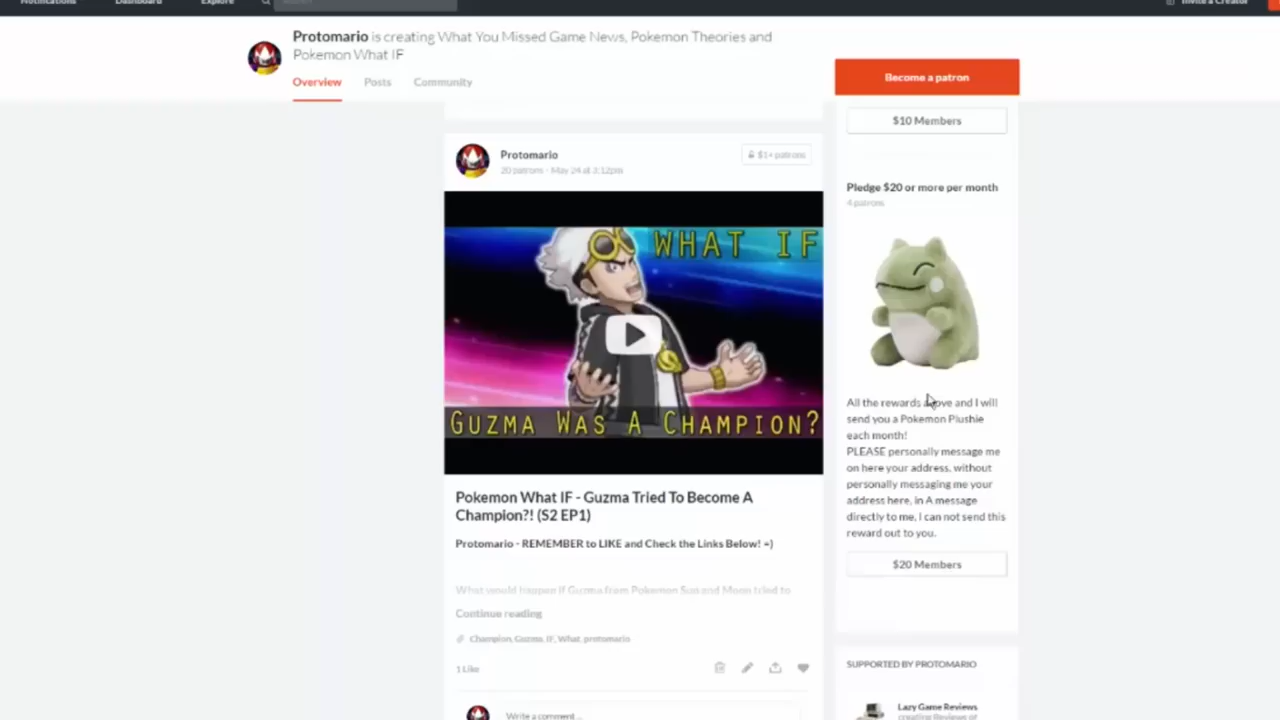 Notifications
Dashboard
Explore
Search
Invite a Creator
Protomario is creating What You Missed Game News, Pokemon Theories and
Pokemon What IF
Overview
Posts
Community
Become a patron
Protomario
20 patrons · May 24 at 3:12pm
$1+ patrons
WHAT IF
GUZMA WAS A CHAMPION?
Pokemon What IF - Guzma Tried To Become A
Champion?! (S2 EP1)
Protomario - REMEMBER to LIKE and Check the Links Below! =)
What would happen if Guzma from Pokemon Sun and Moon tried to
Continue reading
Champion, Guzma, IF, What, protomario
1 Like
Write a comment ...
$10 Members
Pledge $20 or more per month
4 patrons
All the rewards above and I will
send you a Pokemon Plushie
each month!
PLEASE personally message me
on here your address, without
personally messaging me your
address here, in A message
directly to me, I can not send this
reward out to you.
$20 Members
SUPPORTED BY PROTOMARIO
Lazy Game Reviews
creating Reviews of